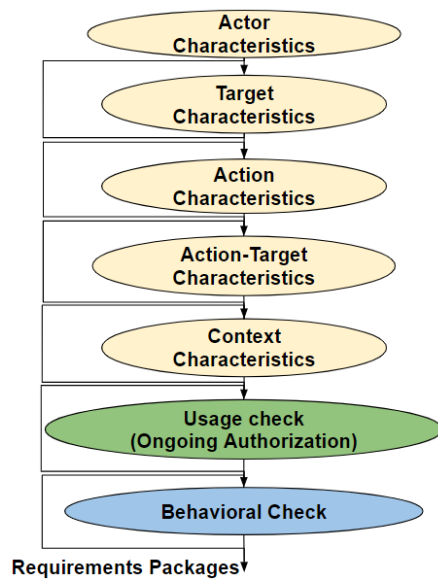 Actor
Characteristics
Target
Characteristics
Action
Characteristics
Action-Target
Characteristics
Context
Characteristics
Usage check
(Ongoing Authorization)
Behavioral Check
Requirements Packages